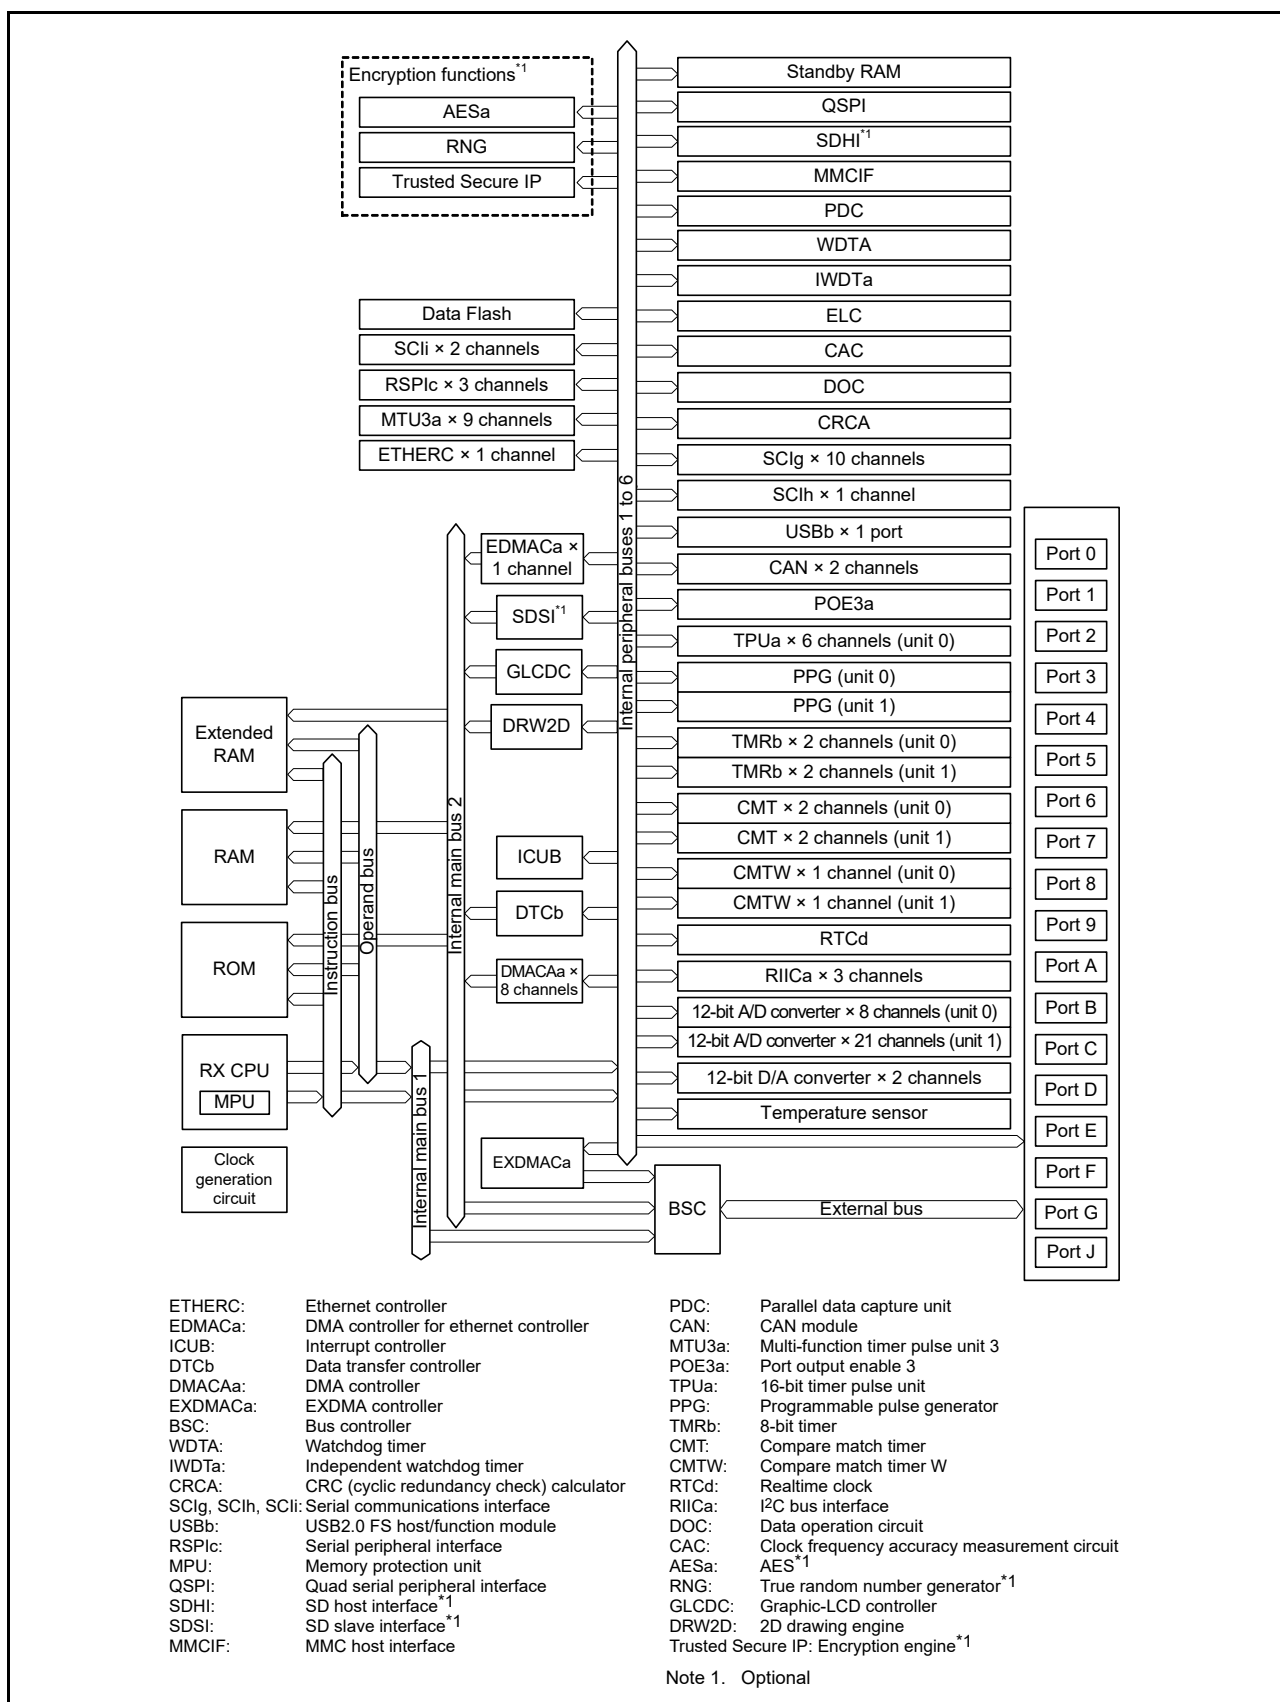 Encryption functions*1
AESa
RNG
Trusted Secure IP
Data Flash
SCIi × 2 channels
RSPIc × 3 channels
MTU3a × 9 channels
ETHERC × 1 channel
Internal peripheral buses 1 to 6
Standby RAM
QSPI
SDHI*1
MMCIF
PDC
WDTA
IWDTa
ELC
CAC
DOC
CRCA
SCIg × 10 channels
SCIh × 1 channel
USBb × 1 port
CAN × 2 channels
POE3a
TPUa × 6 channels (unit 0)
PPG (unit 0)
PPG (unit 1)
TMRb × 2 channels (unit 0)
TMRb × 2 channels (unit 1)
CMT × 2 channels (unit 0)
CMT × 2 channels (unit 1)
CMTW × 1 channel (unit 0)
CMTW × 1 channel (unit 1)
RTCd
RIICa × 3 channels
12-bit A/D converter × 8 channels (unit 0)
12-bit A/D converter × 21 channels (unit 1)
12-bit D/A converter × 2 channels
Temperature sensor
EDMACa ×
1 channel
SDSI*1
GLCDC
DRW2D
ICUB
DTCb
DMACAa ×
8 channels
EXDMACa
Internal main bus 2
Internal main bus 1
Operand bus
Instruction bus
Extended
RAM
RAM
ROM
RX CPU
MPU
Clock
generation
circuit
BSC
External bus
Port 0
Port 1
Port 2
Port 3
Port 4
Port 5
Port 6
Port 7
Port 8
Port 9
Port A
Port B
Port C
Port D
Port E
Port F
Port G
Port J
ETHERC: Ethernet controller
EDMACa: DMA controller for ethernet controller
ICUB: Interrupt controller
DTCb Data transfer controller
DMACAa: DMA controller
EXDMACa: EXDMA controller
BSC: Bus controller
WDTA: Watchdog timer
IWDTa: Independent watchdog timer
CRCA: CRC (cyclic redundancy check) calculator
SCIg, SCIh, SCIi: Serial communications interface
USBb: USB2.0 FS host/function module
RSPIc: Serial peripheral interface
MPU: Memory protection unit
QSPI: Quad serial peripheral interface
SDHI: SD host interface*1
SDSI: SD slave interface*1
MMCIF: MMC host interface
PDC: Parallel data capture unit
CAN: CAN module
MTU3a: Multi-function timer pulse unit 3
POE3a: Port output enable 3
TPUa: 16-bit timer pulse unit
PPG: Programmable pulse generator
TMRb: 8-bit timer
CMT: Compare match timer
CMTW: Compare match timer W
RTCd: Realtime clock
RIICa: I2C bus interface
DOC: Data operation circuit
CAC: Clock frequency accuracy measurement circuit
AESa: AES*1
RNG: True random number generator*1
GLCDC: Graphic-LCD controller
DRW2D: 2D drawing engine
Trusted Secure IP: Encryption engine*1
Note 1. Optional